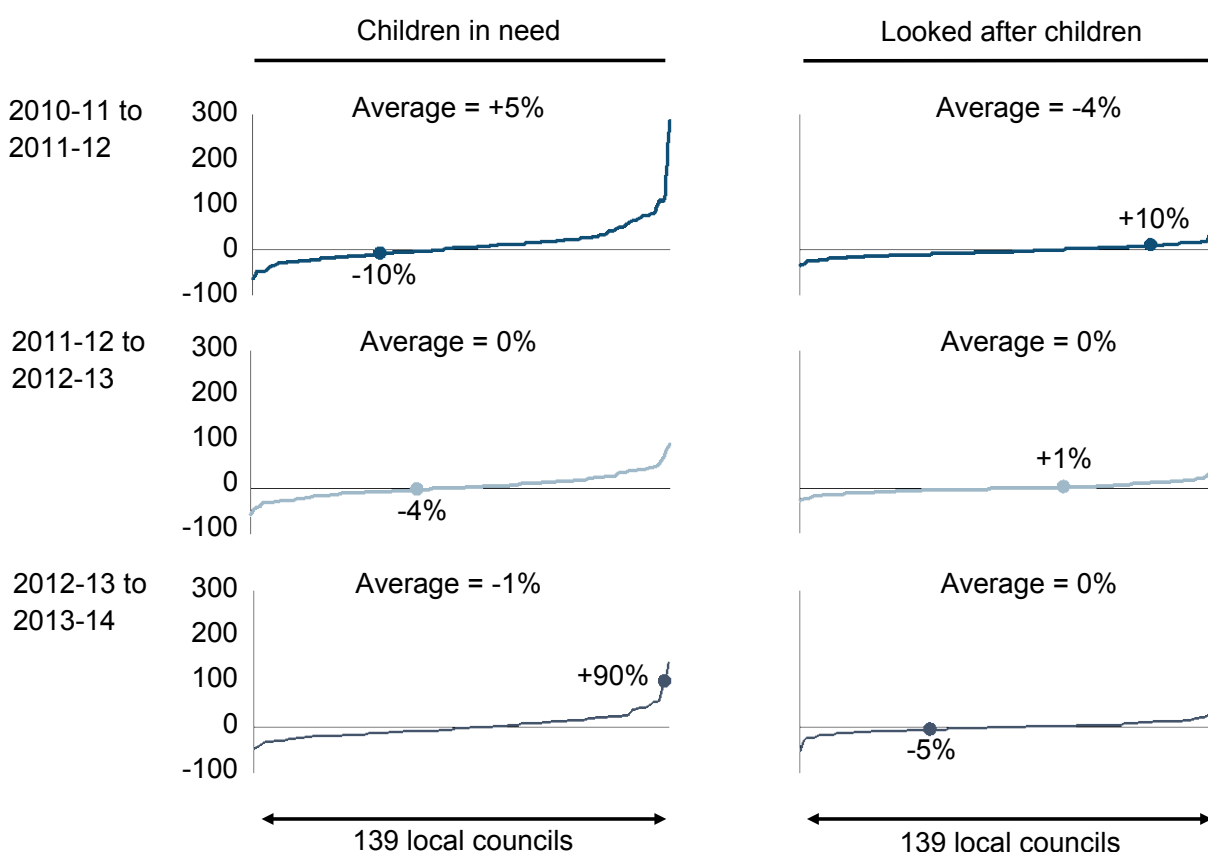 Children in need
Looked after children
2010-11 to
2011-12
300
200
100
0
-100
Average = +5%
-10%
Average = -4%
+10%
2011-12 to
2012-13
300
200
100
0
-100
Average = 0%
-4%
Average = 0%
+1%
2012-13 to
2013-14
300
200
100
0
-100
Average = -1%
+90%
Average = 0%
-5%
139 local councils
139 local councils